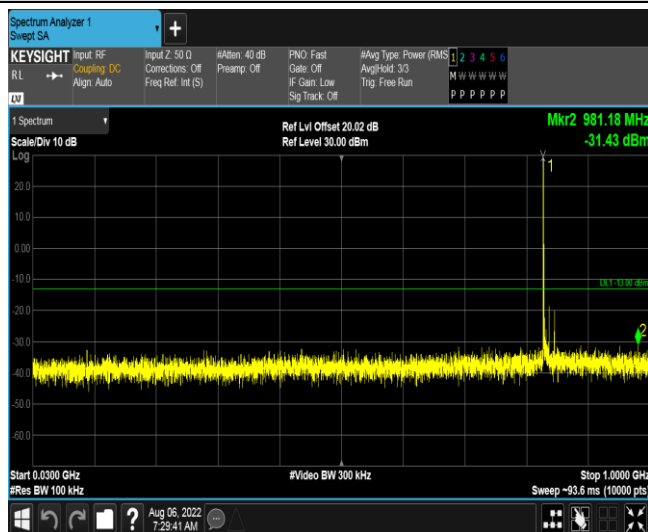 Spectrum Analyzer 1
Swept SA
+
KEYSIGHT
RL
LXI
Input: RF
Coupling: DC
Align: Auto
Input Z: 50 Ω
Corrections: Off
Freq Ref: Int (S)
#Atten: 40 dB
Preamp: Off
PNO: Fast
Gate: Off
IF Gain: Low
Sig Track: Off
#Avg Type: Power (RMS
Avg|Hold: 3/3
Trig: Free Run
1 2 3 4 5 6
M W W W W W
P P P P P P
1 Spectrum
Scale/Div 10 dB
Log
Ref Lvl Offset 20.02 dB
Ref Level 30.00 dBm
Mkr2 981.18 MHz
-31.43 dBm
1
20.0
10.0
0.00
-10.0
DL1 -13.00 dBm
-20.0
2
-30.0
-40.0
-50.0
-60.0
Start 0.0300 GHz
#Res BW 100 kHz
#Video BW 300 kHz
Stop 1.0000 GHz
Sweep ~93.6 ms (10000 pts)
?
Aug 06, 2022
7:29:41 AM